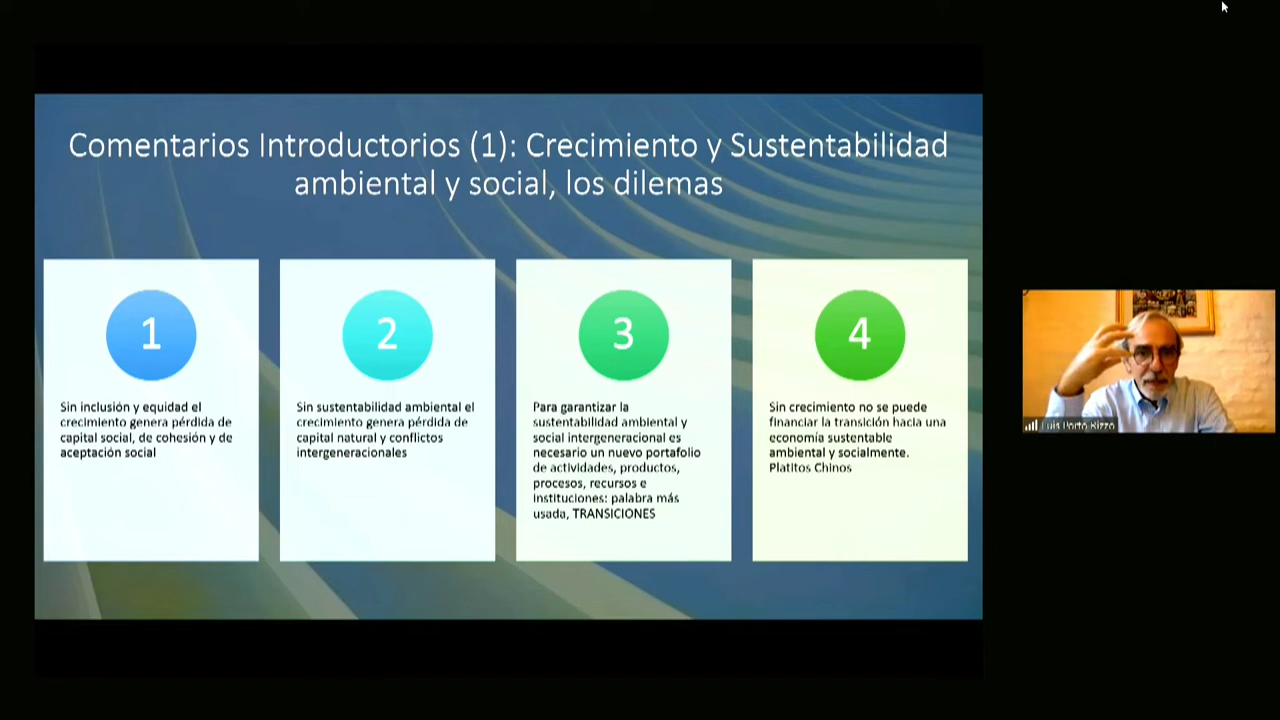 Comentarios Introductorios (1): Crecimiento y Sustentabilidad
ambiental y social, los dilemas
1
Sin inclusión y equidad el
crecimiento genera pérdida de
capital social, de cohesión y de
aceptación social
2
Sin sustentabilidad ambiental el
crecimiento genera pérdida de
capital natural y conflictos
intergeneracionales
3
Para garantizar la
sustentabilidad ambiental y
social intergeneracional es
necesario un nuevo portafolio
de actividades, productos,
procesos, recursos e
instituciones: palabra más
usada, TRANSICIONES
4
Sin crecimiento no se puede
financiar la transición hacia una
economía sustentable
ambiental y socialmente.
Platitos Chinos
Luis Porto Rizzo